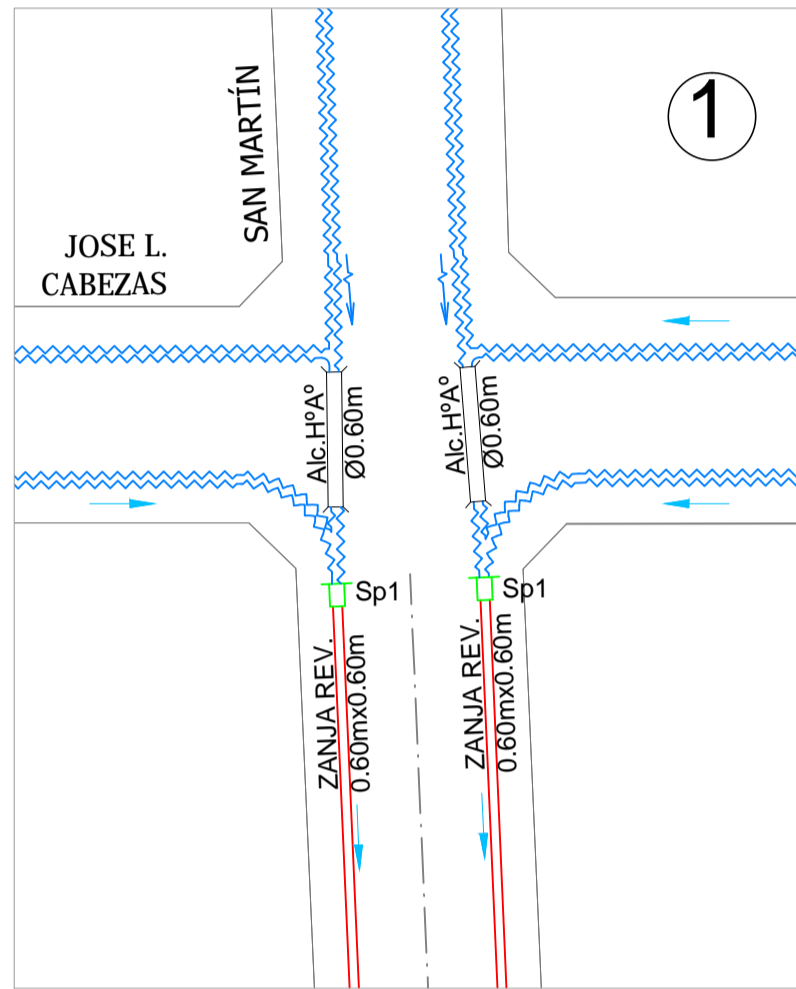 1
SAN MARTÍN
JOSE L.
CABEZAS
Alc.HºAº
Ø0.60m
Alc.HºAº
Ø0.60m
Sp1
Sp1
ZANJA REV.
0.60mx0.60m
ZANJA REV.
0.60mx0.60m